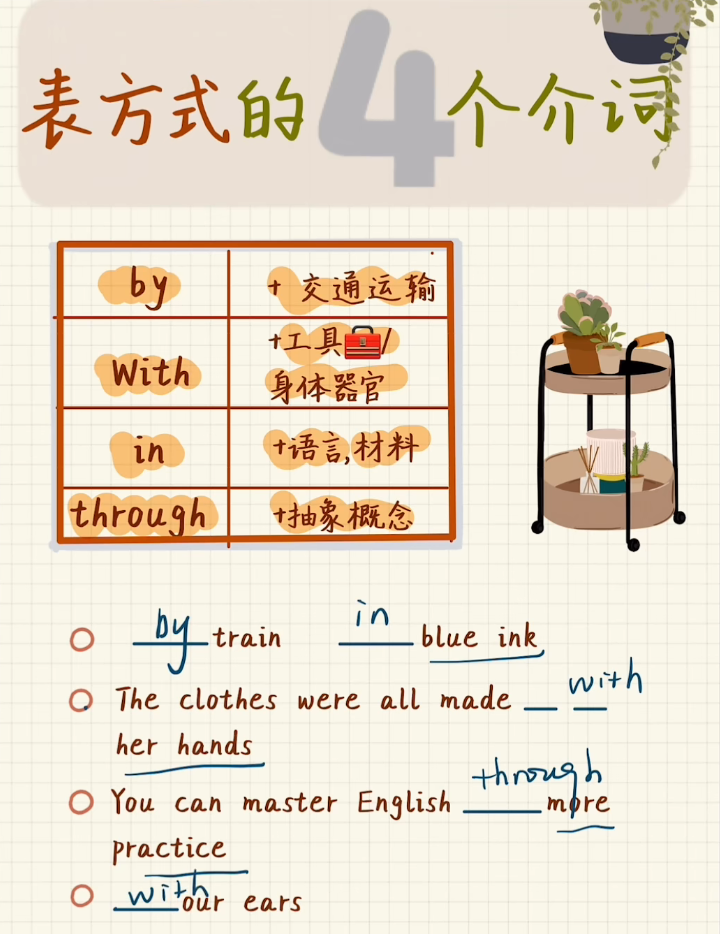 表方式的4个介词
by + 交通运输
With +工具/
身体器官
in +语言,材料
through +抽象概念
by train in blue ink
The clothes were all made __ with
her hands
You can master English through more
practice
with our ears